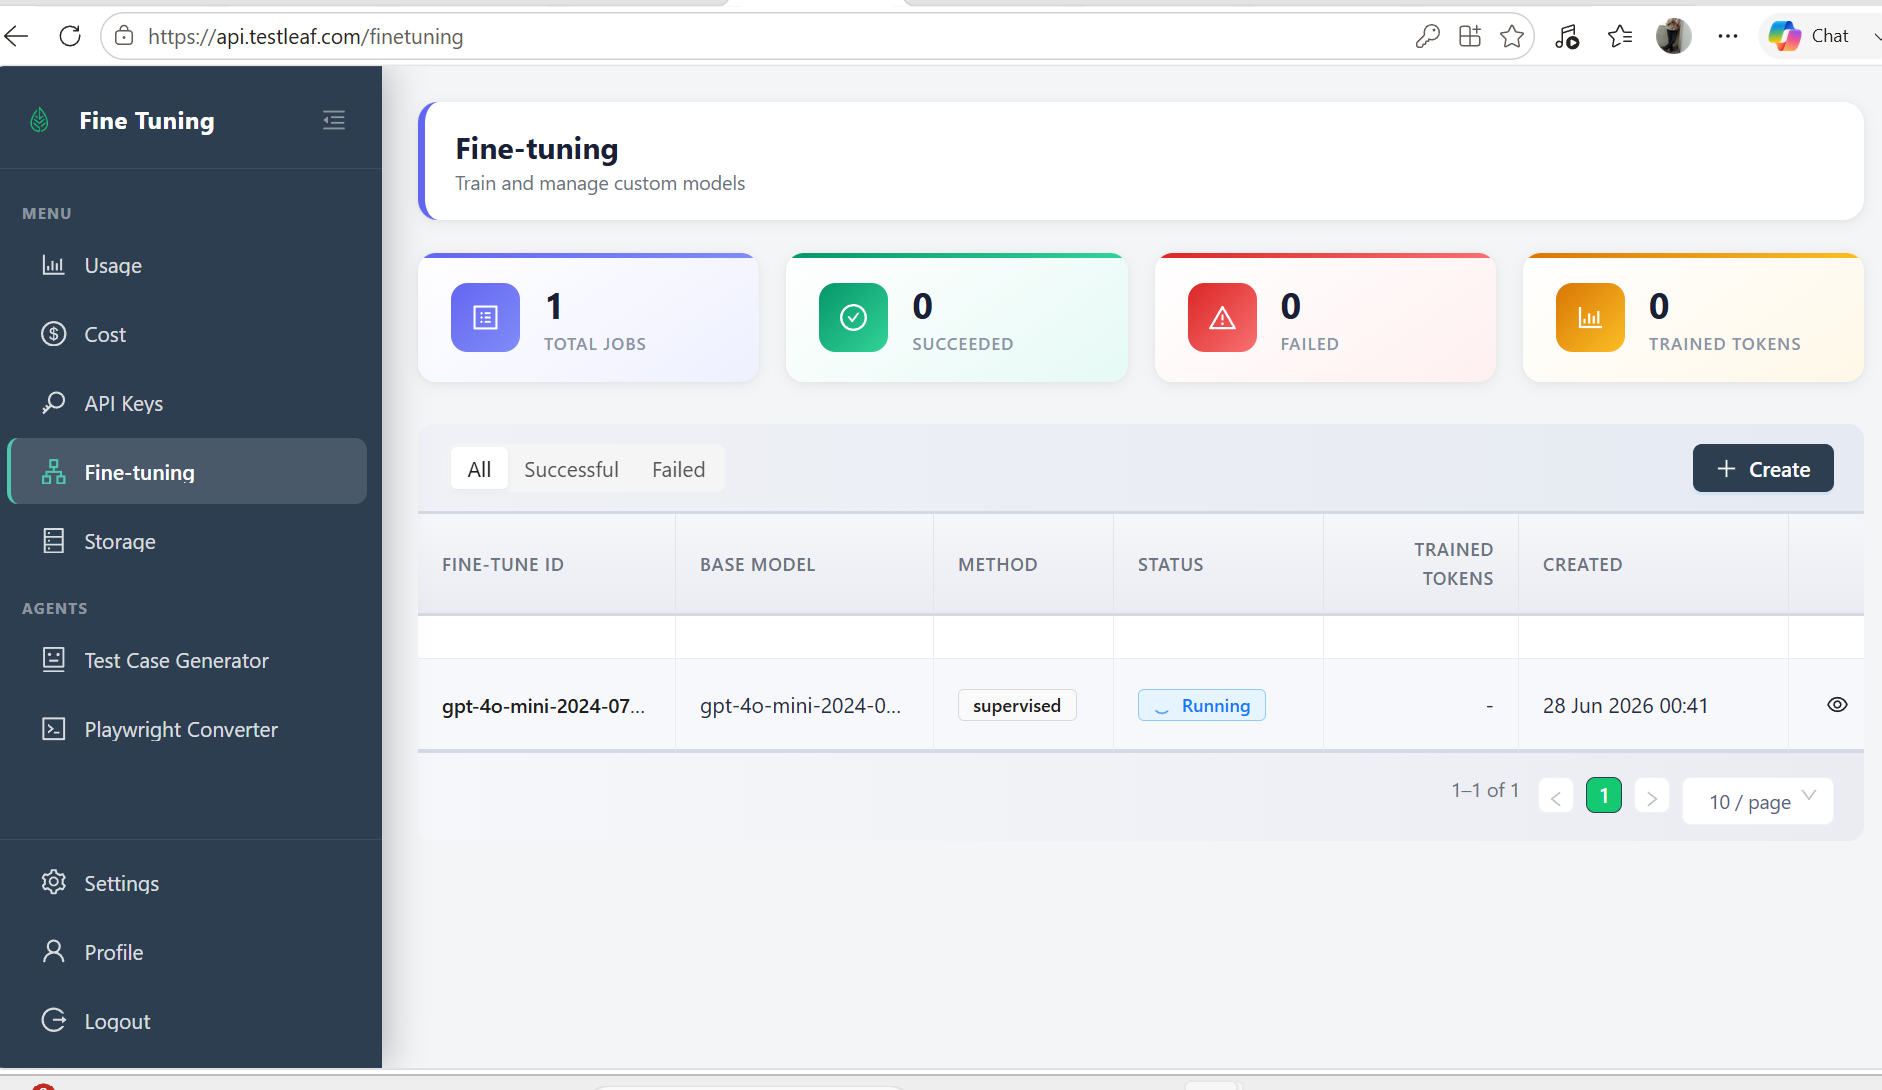 https://api.testleaf.com/finetuning
Chat
Fine Tuning
MENU
Usage
Cost
API Keys
Fine-tuning
Storage
AGENTS
Test Case Generator
Playwright Converter
Settings
Profile
Logout
Fine-tuning
Train and manage custom models
1
TOTAL JOBS
0
SUCCEEDED
0
FAILED
0
TRAINED TOKENS
All Successful Failed
+ Create
FINE-TUNE ID BASE MODEL METHOD STATUS TRAINED TOKENS CREATED
gpt-4o-mini-2024-07... gpt-4o-mini-2024-0... supervised Running - 28 Jun 2026 00:41
1–1 of 1 < 1 > 10 / page